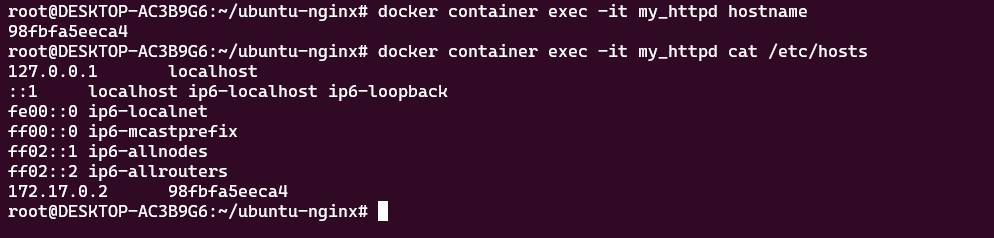 root@DESKTOP-AC3B9G6:~/ubuntu-nginx# docker container exec -it my_httpd hostname
98fbfa5eeca4
root@DESKTOP-AC3B9G6:~/ubuntu-nginx# docker container exec -it my_httpd cat /etc/hosts
127.0.0.1       localhost
::1     localhost ip6-localhost ip6-loopback
fe00::0 ip6-localnet
ff00::0 ip6-mcastprefix
ff02::1 ip6-allnodes
ff02::2 ip6-allrouters
172.17.0.2      98fbfa5eeca4
root@DESKTOP-AC3B9G6:~/ubuntu-nginx#